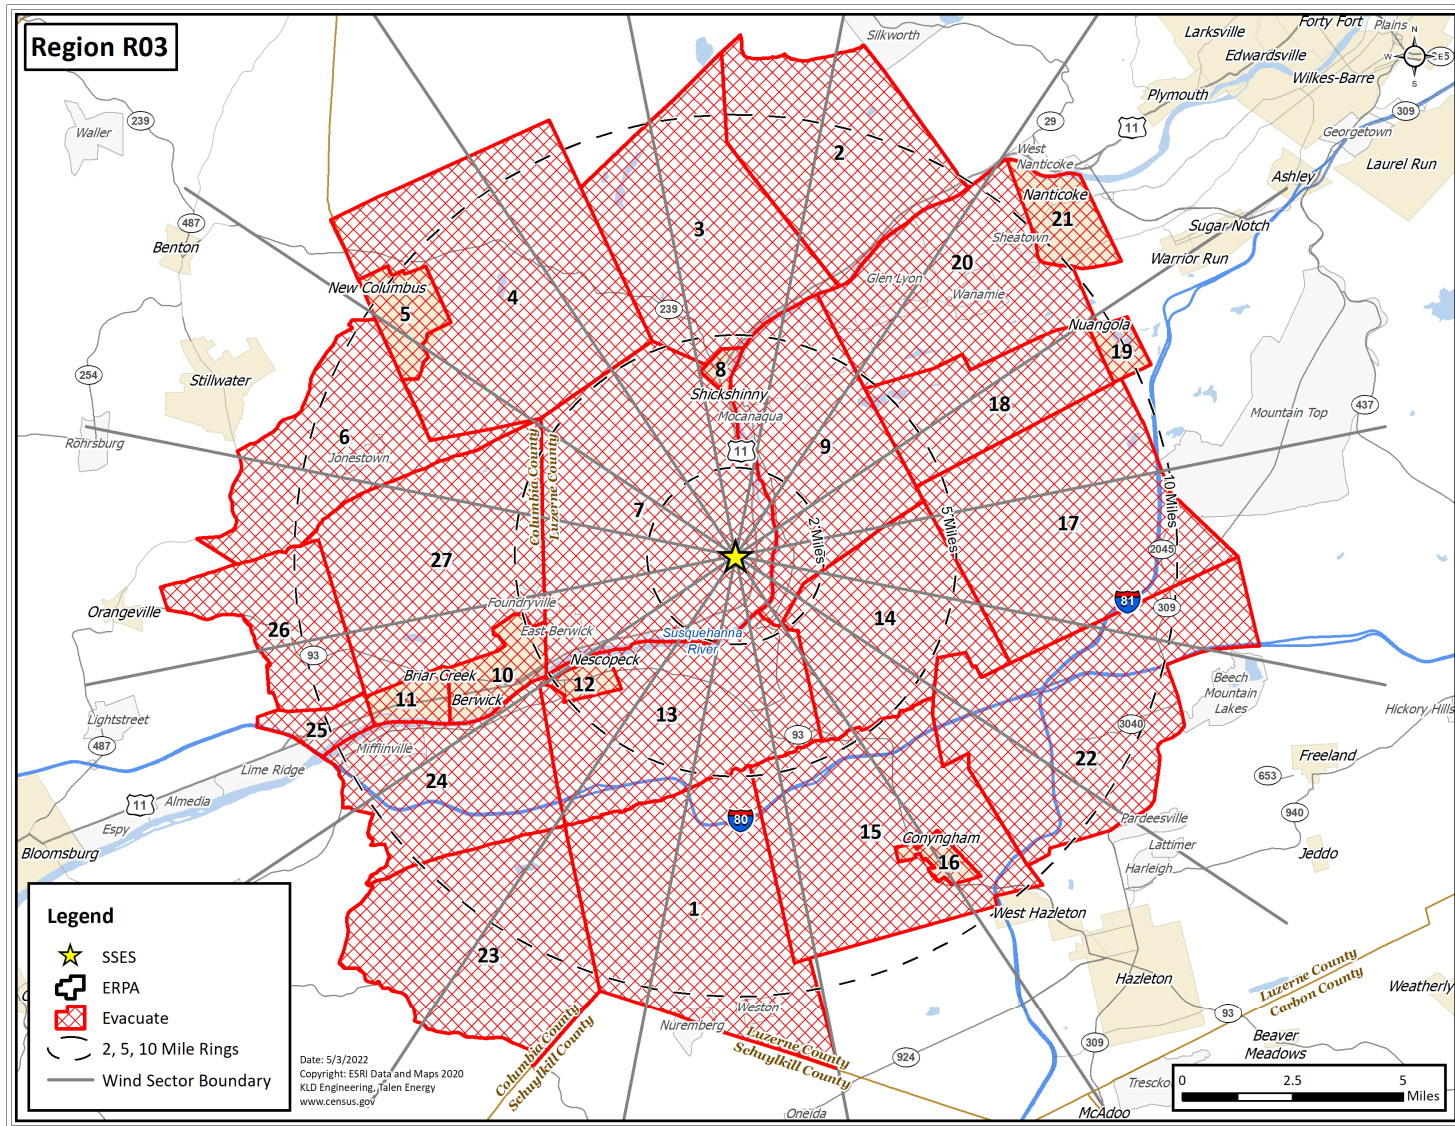 Region R03
Silkworth
Larksville
Forty Fort
Plains
Edwardsville
Wilkes-Barre
N
W
E
S
Plymouth
11
309
Georgetown
Laurel Run
Ashley
29
West
Nanticoke
Waller
239
487
Benton
Nanticoke
21
Sheatown
Sugar Notch
Warrior Run
2
3
20
Glen Lyon
Wanamie
New Columbus
5
4
239
Nuangola
19
254
Stillwater
8
Shickshinny
Mocanaqua
18
437
Mountain Top
Rohrsburg
6
Jonestown
11
9
Columbia County
Luzerne County
7
2 Miles
5 Miles
10 Miles
17
27
2045
Orangeville
Foundryville
81
309
26
East Berwick
Susquehanna
River
14
93
Briar Creek
10
Nescopeck
12
11
Berwick
Beech
Mountain
Lakes
Hickory Hills
Lightstreet
487
25
Mifflinville
13
93
3040
22
Freeland
653
Lime Ridge
24
11
Almedia
Espy
80
15
Conyngham
16
Pardeesville
Lattimer
Harleigh
940
Jeddo
Bloomsburg
1
West Hazleton
23
Hazleton
Luzerne County
Carbon County
Weatherly
Weston
Nuremberg
93
Beaver
Meadows
Columbia County
Schuylkill County
Luzerne County
Schuylkill County
924
309
Oneida
McAdoo
Legend
SSES
ERPA
Evacuate
2, 5, 10 Mile Rings
Wind Sector Boundary
Date: 5/3/2022
Copyright: ESRI Data and Maps 2020
KLD Engineering, Talen Energy
www.census.gov
0 2.5 5
Miles